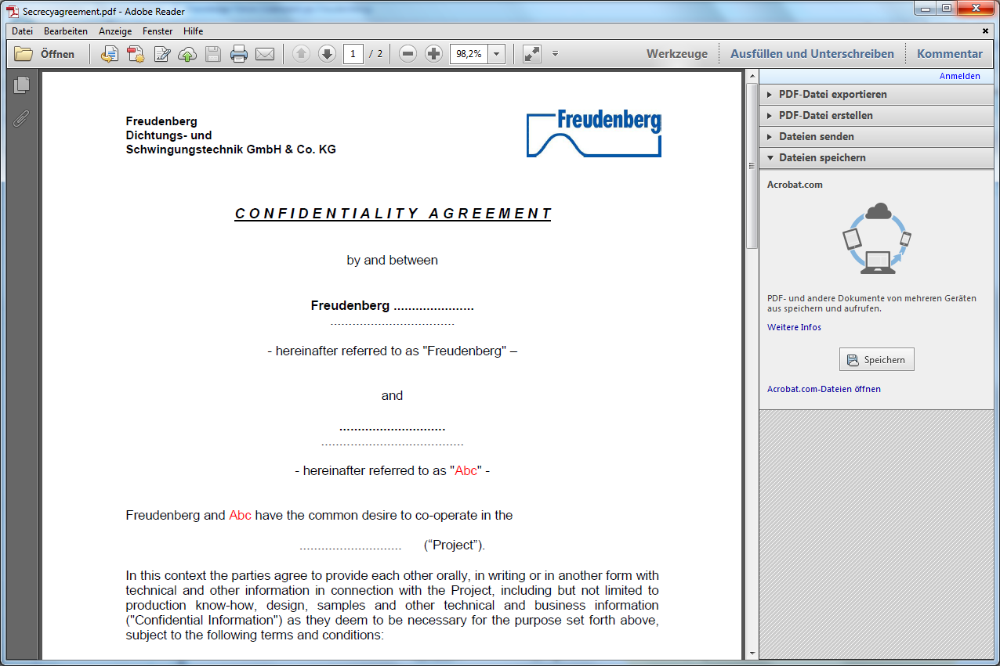 Secrecyagreement.pdf - Adobe Reader
Datei Bearbeiten Anzeige Fenster Hilfe
Öffnen 1 / 2 98,2% Werkzeuge Ausfüllen und Unterschreiben Kommentar
Anmelden
PDF-Datei exportieren
PDF-Datei erstellen
Dateien senden
Dateien speichern
Acrobat.com
PDF- und andere Dokumente von mehreren Geräten
aus speichern und aufrufen.
Weitere Infos
Speichern
Acrobat.com-Dateien öffnen
Freudenberg
Dichtungs- und
Schwingungstechnik GmbH & Co. KG
Freudenberg
CONFIDENTIALITY AGREEMENT
by and between
Freudenberg .......................
..................................
- hereinafter referred to as "Freudenberg" –
and
.............................
.......................................
- hereinafter referred to as "Abc" -
Freudenberg and Abc have the common desire to co-operate in the
............................ (“Project”).
In this context the parties agree to provide each other orally, in writing or in another form with
technical and other information in connection with the Project, including but not limited to
production know-how, design, samples and other technical and business information
("Confidential Information") as they deem to be necessary for the purpose set forth above,
subject to the following terms and conditions: